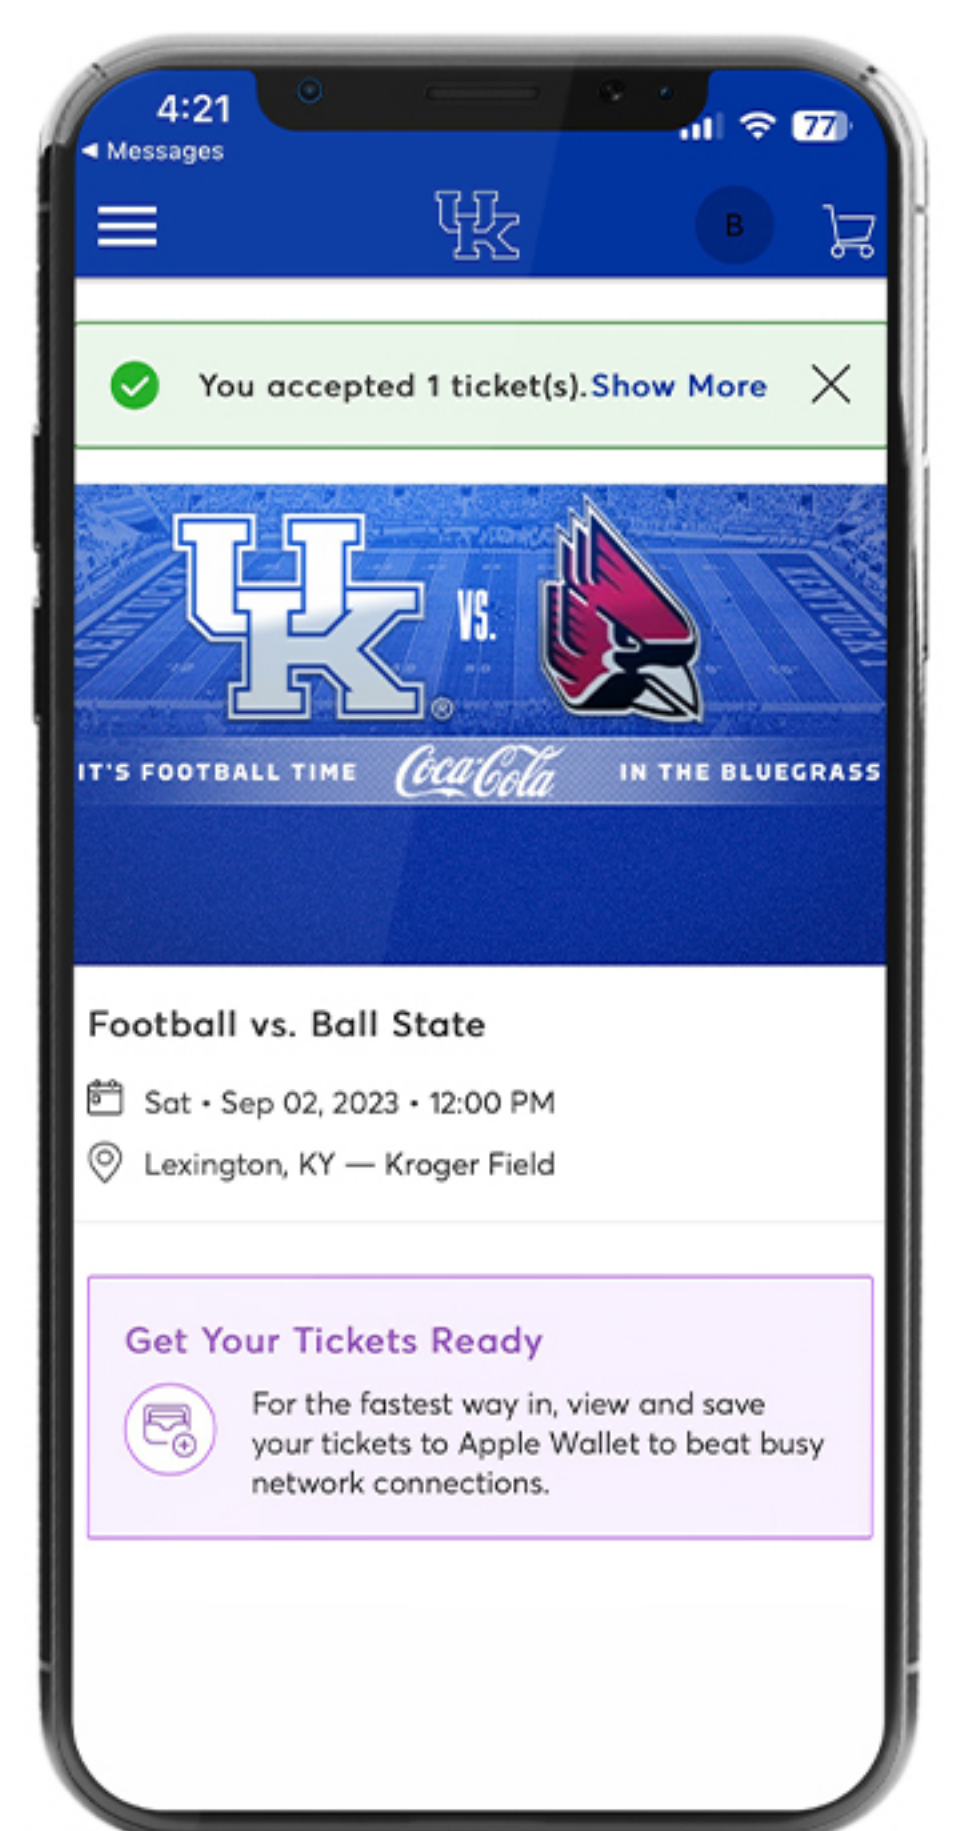 4:21
77
◀ Messages
UK
B
You accepted 1 ticket(s). Show More
KENTUCKY
KENTUCKY
UK VS.
®
IT'S FOOTBALL TIME Coca-Cola IN THE BLUEGRASS
Football vs. Ball State
Sat • Sep 02, 2023 • 12:00 PM
Lexington, KY — Kroger Field
Get Your Tickets Ready
For the fastest way in, view and save
your tickets to Apple Wallet to beat busy
network connections.